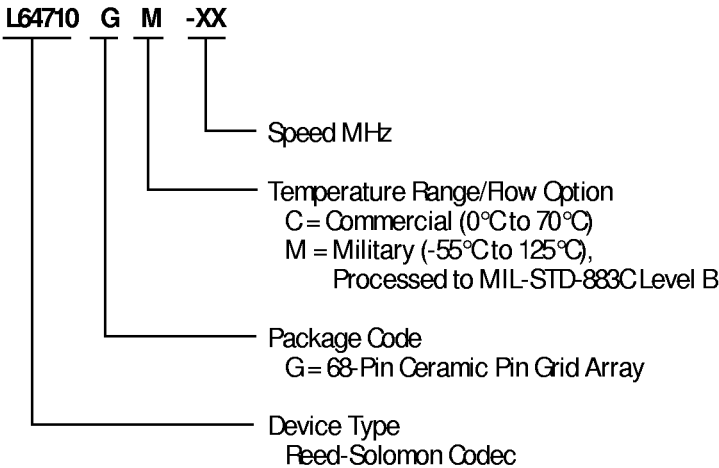 L64710 G M -XX
Speed MHz
Temperature Range/Flow Option
C = Commercial (0°C to 70°C)
M = Military (-55°C to 125°C),
Processed to MIL-STD-883C Level B
Package Code
G = 68-Pin Ceramic Pin Grid Array
Device Type
Reed-Solomon Codec